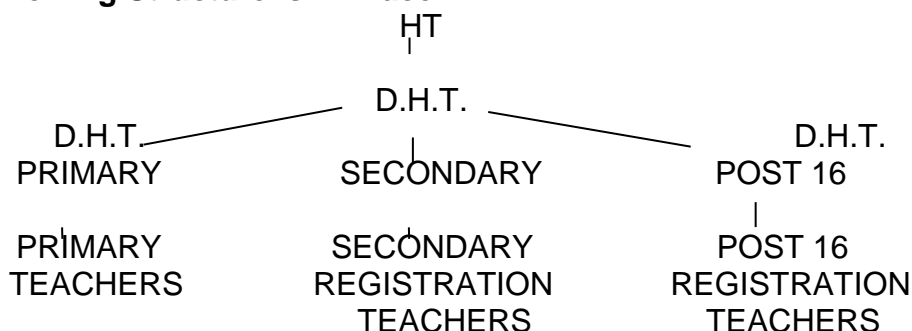 HT
D.H.T.
D.H.T. D.H.T.
PRIMARY SECONDARY POST 16
PRIMARY SECONDARY POST 16
TEACHERS REGISTRATION REGISTRATION
TEACHERS TEACHERS